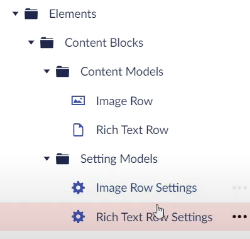 Elements
Content Blocks
Content Models
Image Row
Rich Text Row
Setting Models
Image Row Settings
Rich Text Row Settings